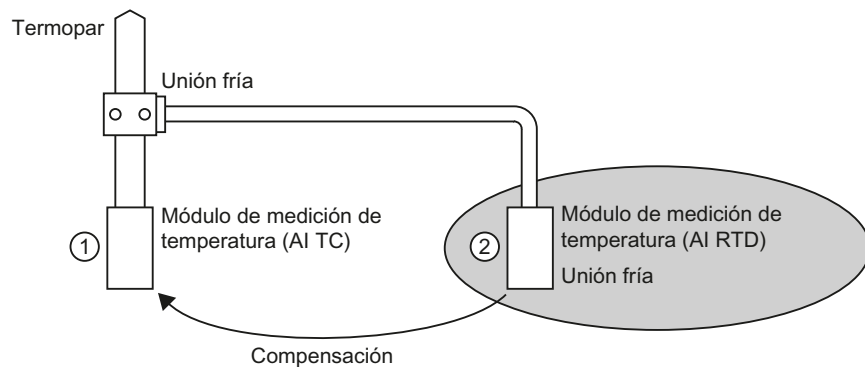 Termopar
Unión fría
① Módulo de medición de
temperatura (AI TC)
② Módulo de medición de
temperatura (AI RTD)
Unión fría
Compensación